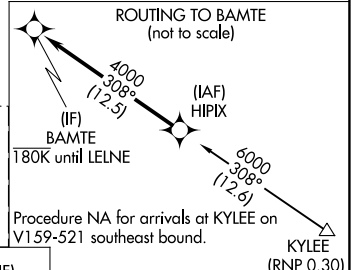 ROUTING TO BAMTE
(not to scale)
4000
308°
(12.5)
(IAF)
HIPIX
(IF)
BAMTE
180K until LELNE
6000
308°
(12.6)
Procedure NA for arrivals at KYLEE on
V159-521 southeast bound.
KYLEE
(RNP 0.30)